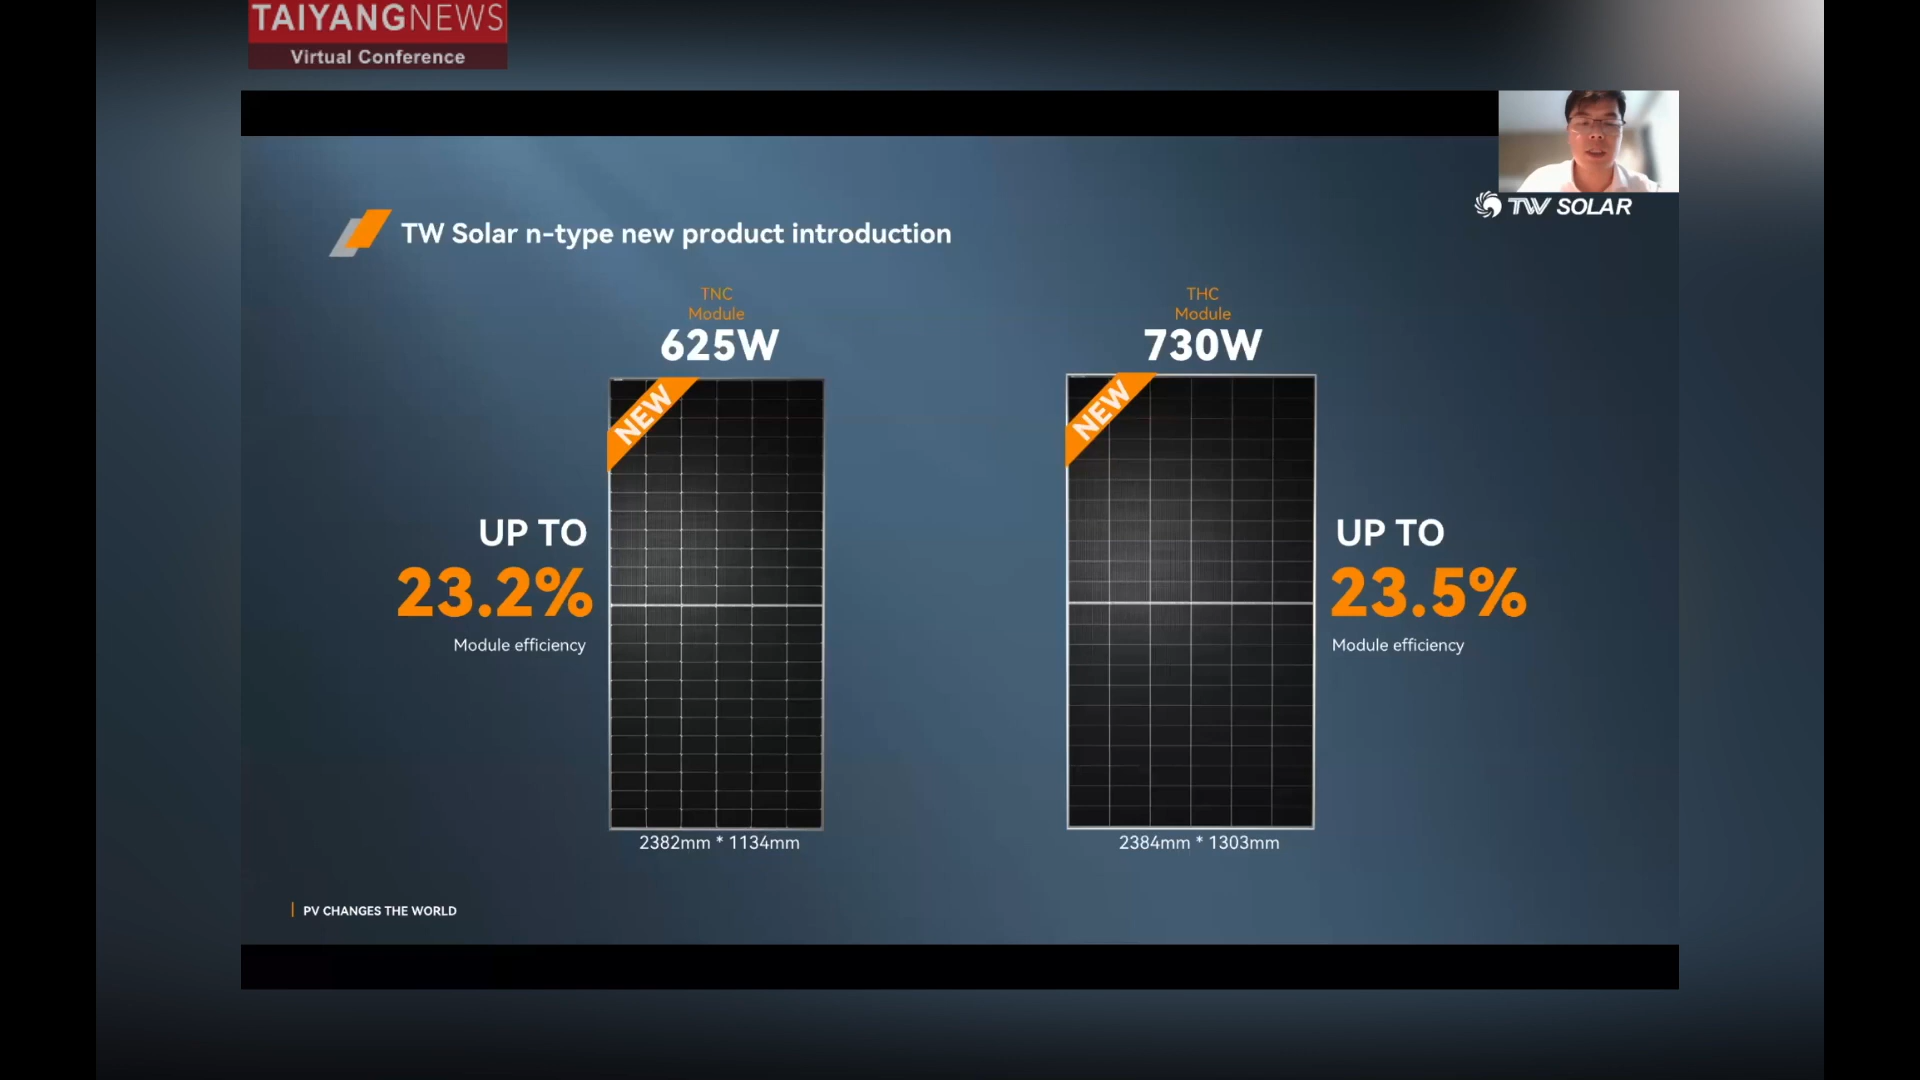 TAIYANGNEWS
Virtual Conference
TW SOLAR
TW Solar n-type new product introduction
TNC
Module
625W
NEW
UP TO
23.2%
Module efficiency
2382mm * 1134mm
THC
Module
730W
NEW
UP TO
23.5%
Module efficiency
2384mm * 1303mm
PV CHANGES THE WORLD